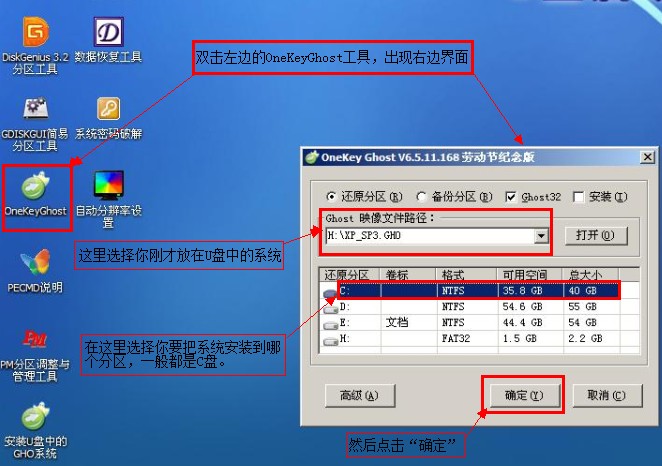 DiskGenius 3.2
分区工具
数据恢复工具
双击左边的OneKeyGhost工具，出现右边界面
GDISKGUI简易
分区工具
系统密码破解
OneKeyGhost
自动分辨率设
置
PECMD说明
PM分区调整与
管理工具
安装U盘中的
GHO系统
OneKey Ghost V6.5.11.168 劳动节纪念版
还原分区(R) 备份分区(B) Ghost32 安装(I)
Ghost 映像文件路径：
H:\XP_SP3.GHO 打开(O)
这里选择你刚才放在U盘中的系统
还原分区 卷标 格式 可用空间 总大小
C: NTFS 35.8 GB 40 GB
D: NTFS 54.6 GB 55 GB
E: 文档 NTFS 44.4 GB 54 GB
H: FAT32 1.5 GB 2.2 GB
在这里选择你要把系统安装到哪
个分区，一般都是C盘。
高级(A) 确定(Y) 取消(C)
然后点击“确定”